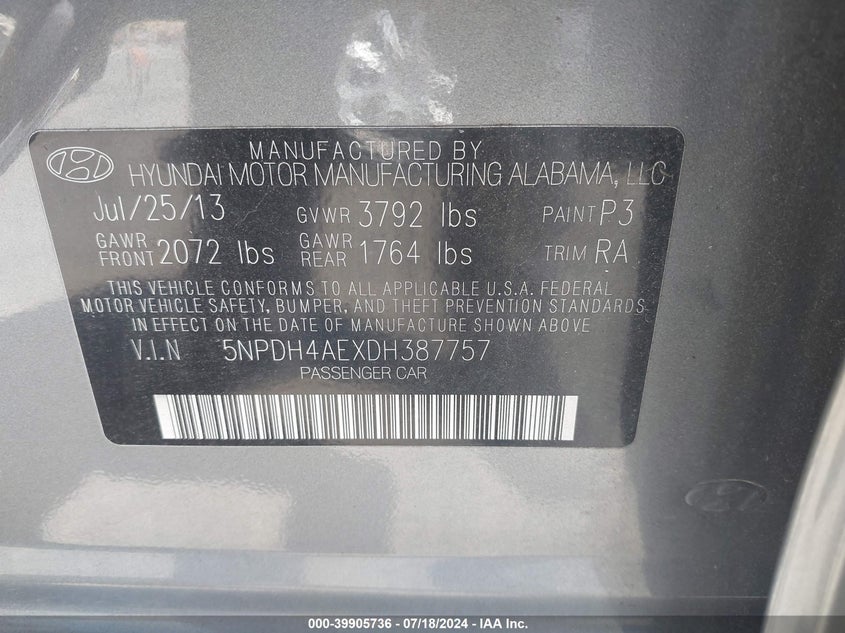 MANUFACTURED BY
HYUNDAI MOTOR MANUFACTURING ALABAMA, LLC
Jul/25/13 GVWR 3792 lbs PAINT P3
GAWR FRONT 2072 lbs GAWR REAR 1764 lbs TRIM RA
THIS VEHICLE CONFORMS TO ALL APPLICABLE U.S.A. FEDERAL
MOTOR VEHICLE SAFETY, BUMPER, AND THEFT PREVENTION STANDARDS
IN EFFECT ON THE DATE OF MANUFACTURE SHOWN ABOVE.
V.I.N 5NPDH4AEXDH387757
PASSENGER CAR
000-39905736 - 07/18/2024 - IAA Inc.